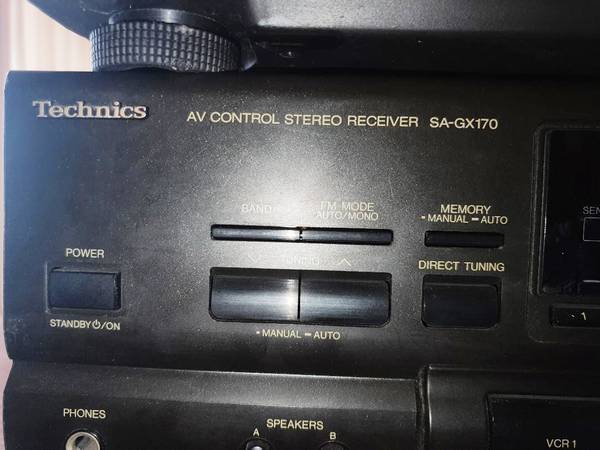 Technics
AV CONTROL STEREO RECEIVER SA-GX170
BAND
FM MODE
AUTO/MONO
MEMORY
- MANUAL — AUTO
POWER
TUNING
DIRECT TUNING
STANDBY⏻/ON
- MANUAL — AUTO
1
PHONES
SPEAKERS
A
B
VCR 1